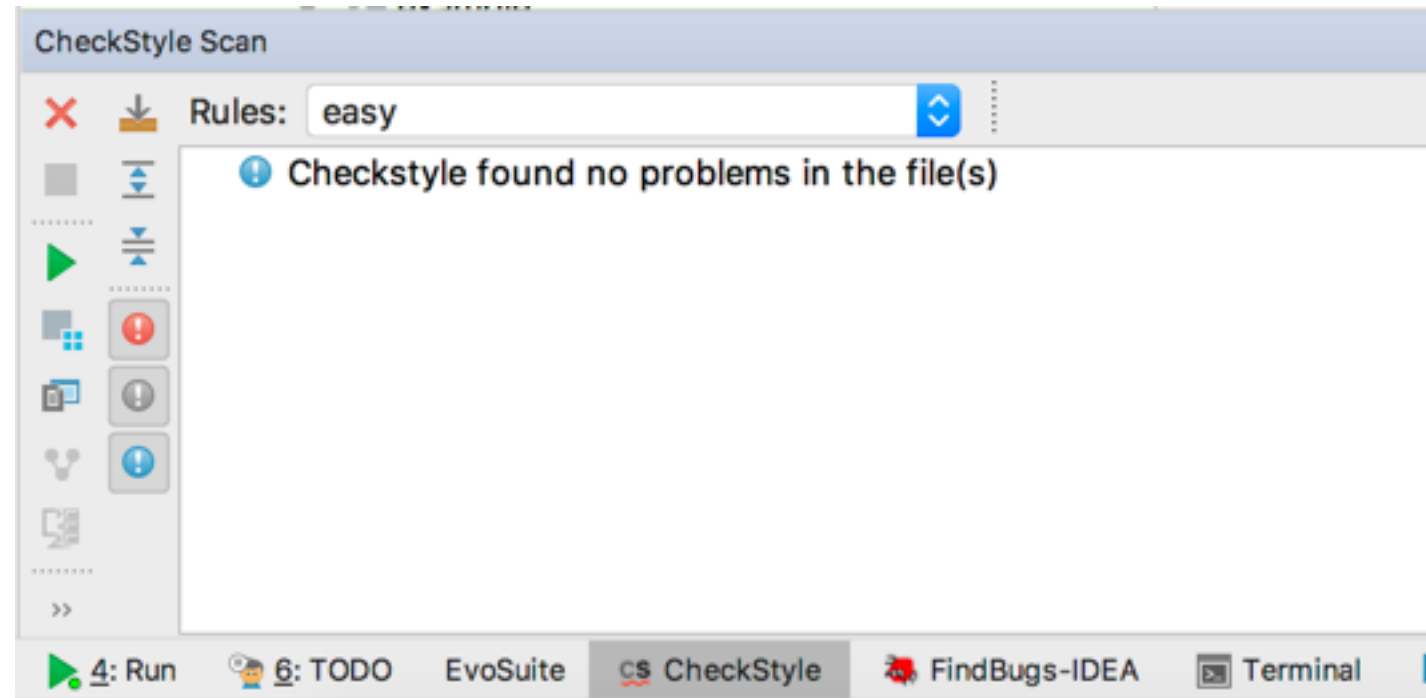 CheckStyle Scan
Rules: easy
Checkstyle found no problems in the file(s)
>>
4: Run 6: TODO EvoSuite CS CheckStyle FindBugs-IDEA Terminal